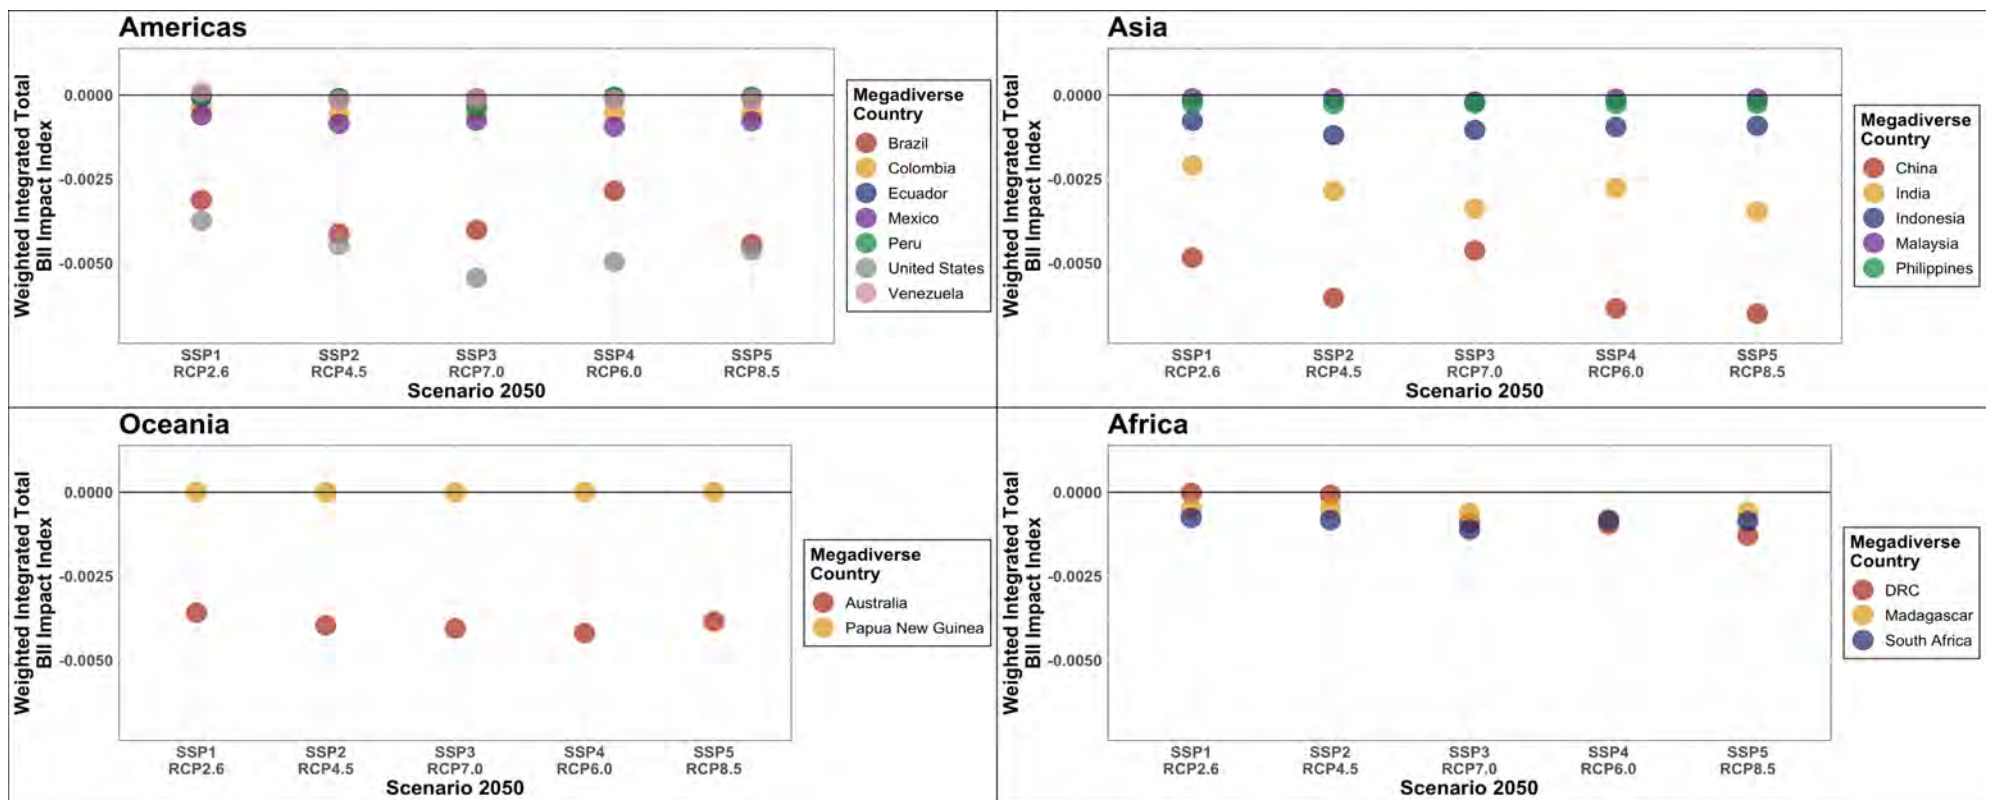 Americas
Weighted Integrated Total
BII Impact Index
0.0000
-0.0025
-0.0050
SSP1
RCP2.6
SSP2
RCP4.5
SSP3
RCP7.0
SSP4
RCP6.0
SSP5
RCP8.5
Scenario 2050
Megadiverse
Country
Brazil
Colombia
Ecuador
Mexico
Peru
United States
Venezuela
Asia
Weighted Integrated Total
BII Impact Index
0.0000
-0.0025
-0.0050
SSP1
RCP2.6
SSP2
RCP4.5
SSP3
RCP7.0
SSP4
RCP6.0
SSP5
RCP8.5
Scenario 2050
Megadiverse
Country
China
India
Indonesia
Malaysia
Philippines
Oceania
Weighted Integrated Total
BII Impact Index
0.0000
-0.0025
-0.0050
SSP1
RCP2.6
SSP2
RCP4.5
SSP3
RCP7.0
SSP4
RCP6.0
SSP5
RCP8.5
Scenario 2050
Megadiverse
Country
Australia
Papua New Guinea
Africa
Weighted Integrated Total
BII Impact Index
0.0000
-0.0025
-0.0050
SSP1
RCP2.6
SSP2
RCP4.5
SSP3
RCP7.0
SSP4
RCP6.0
SSP5
RCP8.5
Scenario 2050
Megadiverse
Country
DRC
Madagascar
South Africa